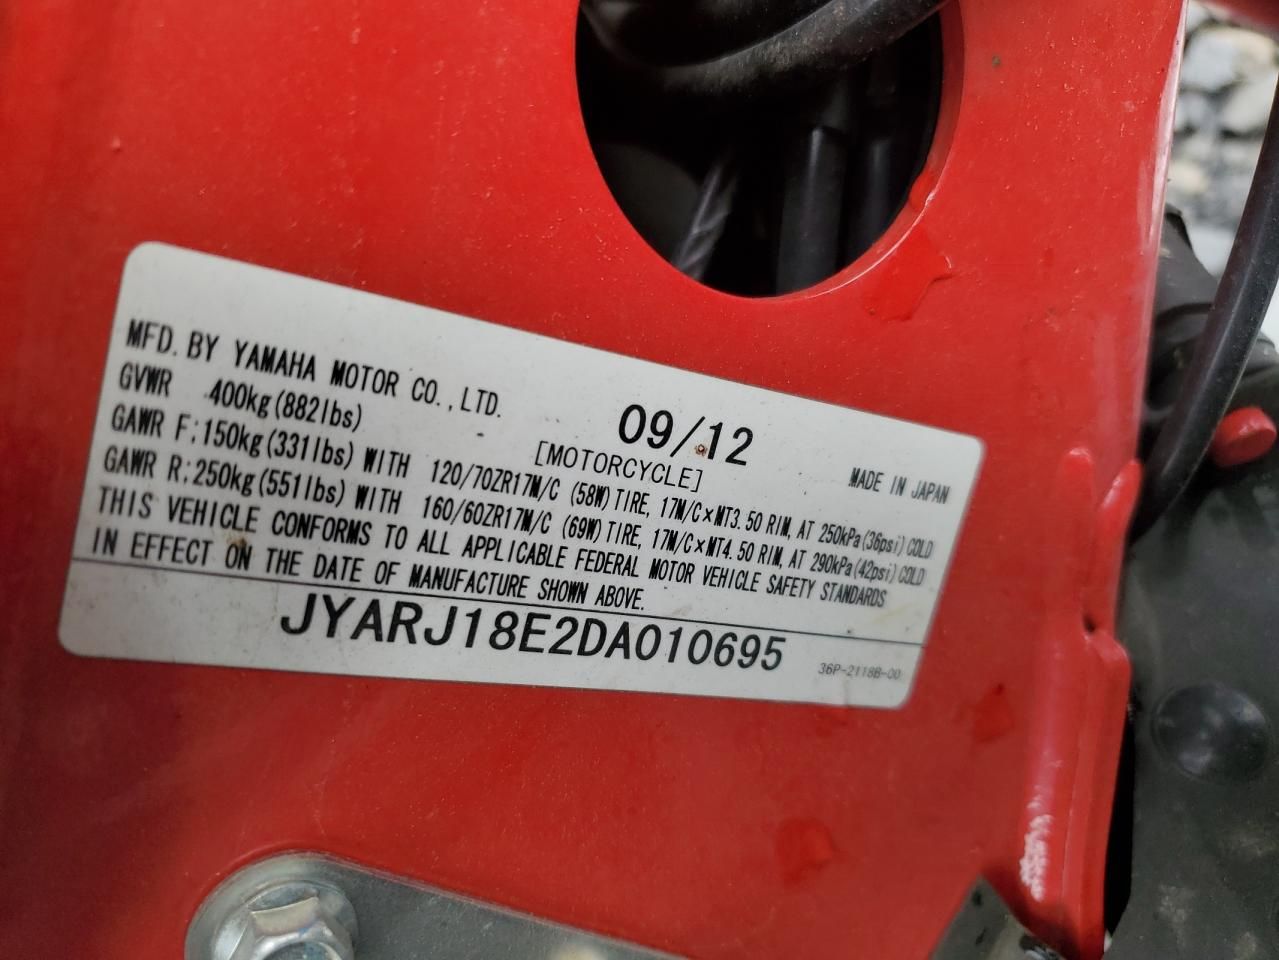 MFD. BY YAMAHA MOTOR CO., LTD.
09/12
MADE IN JAPAN
GVWR 400kg(882lbs)
[MOTORCYCLE]
GAWR F:150kg(331lbs) WITH 120/70ZR17M/C (58W) TIRE, 17M/C×MT3.50 RIM, AT 250kPa(36psi) COLD
GAWR R:250kg(551lbs) WITH 160/60ZR17M/C (69W) TIRE, 17M/C×MT4.50 RIM, AT 290kPa(42psi) COLD
THIS VEHICLE CONFORMS TO ALL APPLICABLE FEDERAL MOTOR VEHICLE SAFETY STANDARDS
IN EFFECT ON THE DATE OF MANUFACTURE SHOWN ABOVE.
JYARJ18E2DA010695
36P-2118B-00